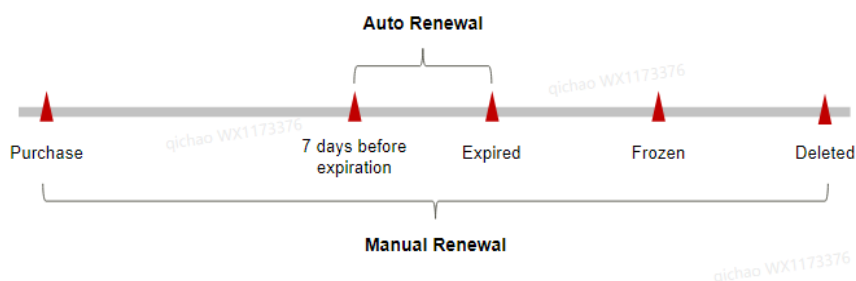 Auto Renewal
qichao WX1173376
qichao WX1173376
Purchase
7 days before
expiration
Expired
Frozen
Deleted
Manual Renewal
qichao WX1173376